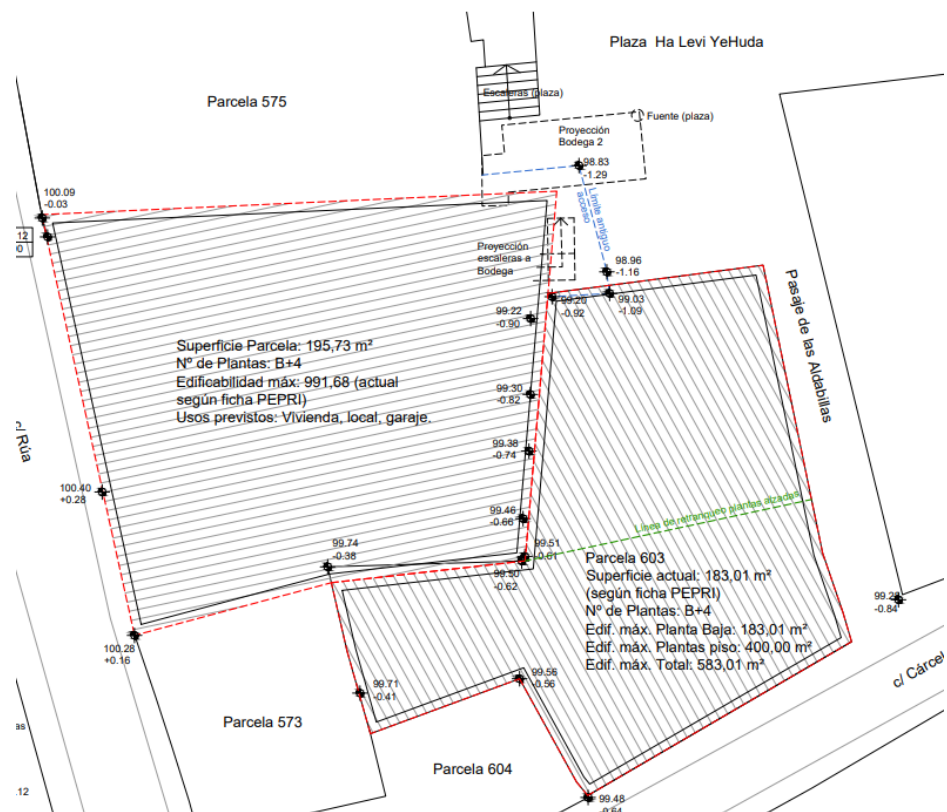 Plaza Ha Levi YeHuda
Parcela 575
Escaleras (plaza)
Fuente (plaza)
Proyección
Bodega 2
98.83
-1.29
Límite antiguo
acceso
100.09
-0.03
.12
00
Proyección
escaleras a
Bodega
98.96
-1.16
99.20
-0.92
99.03
-1.09
99.22
-0.90
Pasaje de las Aldabillas
Superficie Parcela: 195,73 m²
Nº de Plantas: B+4
Edificabilidad máx: 991,68 (actual
según ficha PEPRI)
Usos previstos: Vivienda, local, garaje.
99.30
-0.82
c/ Rúa
99.38
-0.74
100.40
+0.28
99.46
-0.66
Línea de retranqueo plantas alzadas
99.74
-0.38
99.51
-0.61
99.50
-0.62
Parcela 603
Superficie actual: 183,01 m²
(según ficha PEPRI)
Nº de Plantas: B+4
Edif. máx. Planta Baja: 183,01 m²
Edif. máx. Plantas piso: 400,00 m²
Edif. máx. Total: 583,01 m²
-0.84
100.28
+0.16
c/ Cárcel
99.71
-0.41
-0.56
Parcela 573
Parcela 604
as
.12
99.48